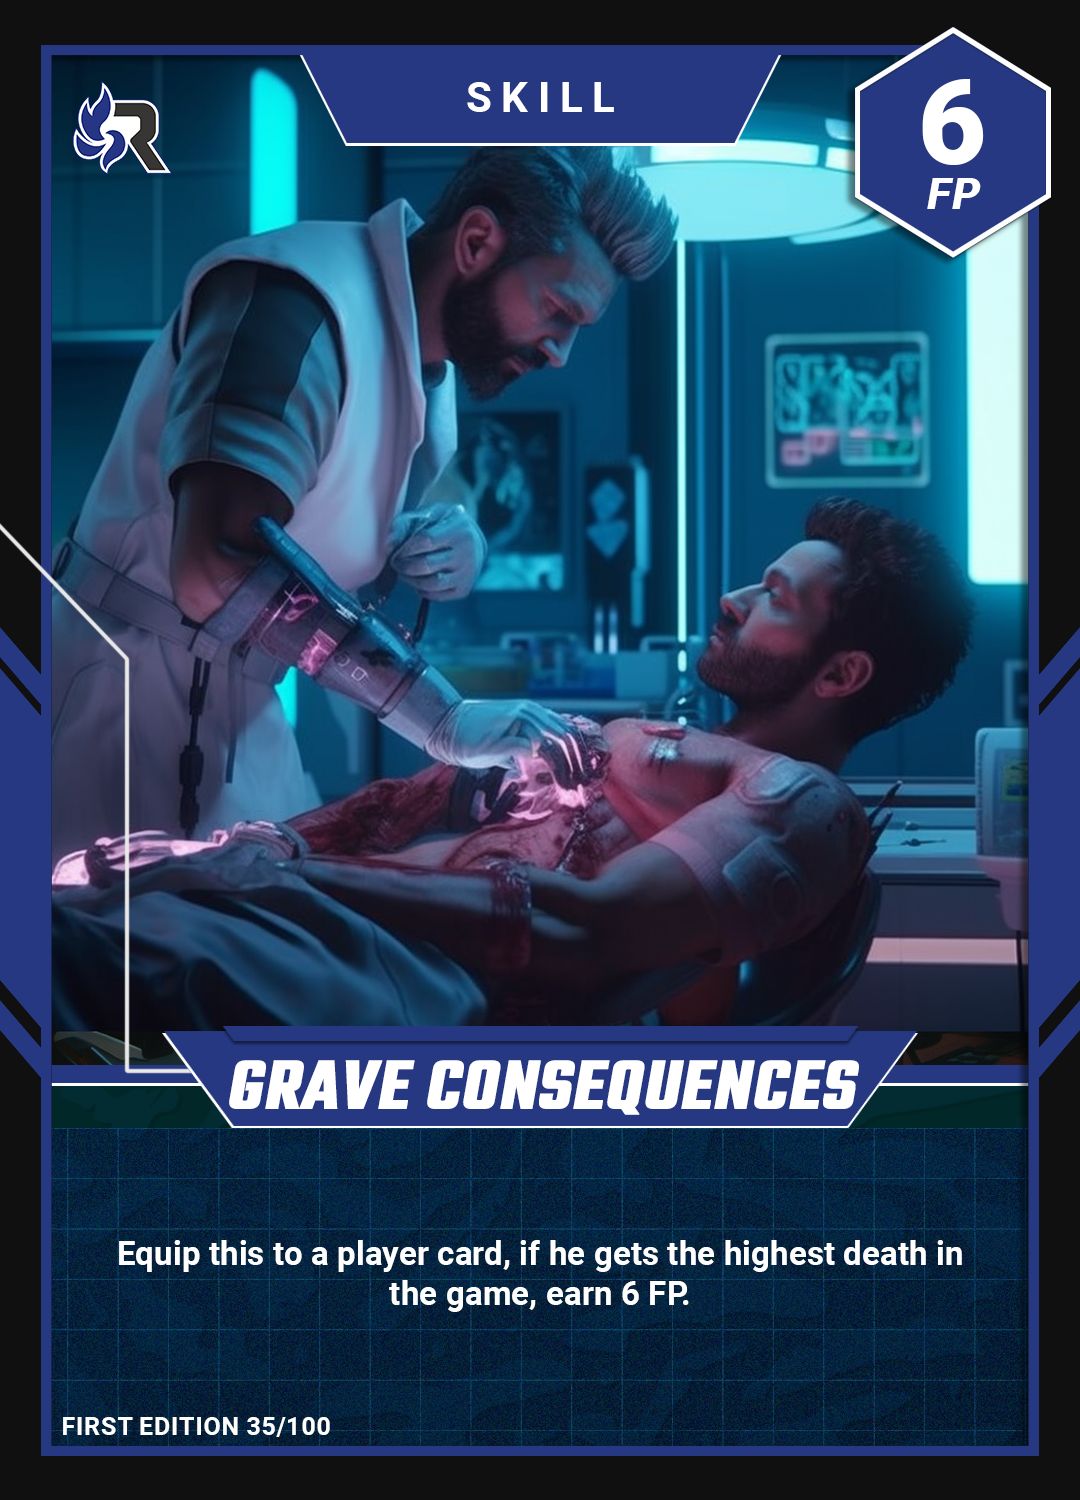 SKILL
6
FP
R
GRAVE CONSEQUENCES
Equip this to a player card, if he gets the highest death in
the game, earn 6 FP.
FIRST EDITION 35/100